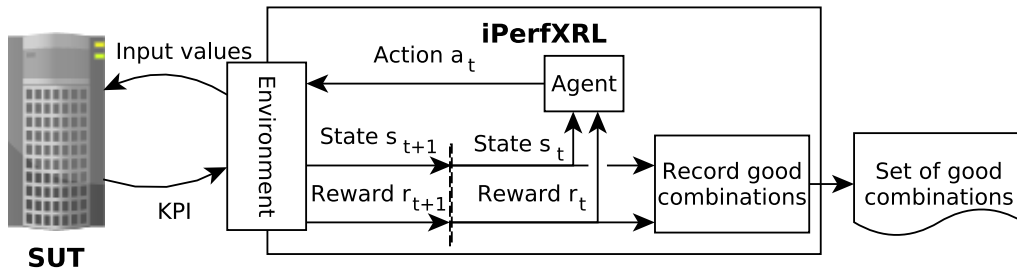 iPerfXRL
Input values
Action a t
Agent
Environment
State s t+1
State s t
Record good
combinations
Set of good
combinations
Reward r t+1
Reward r t
KPI
SUT